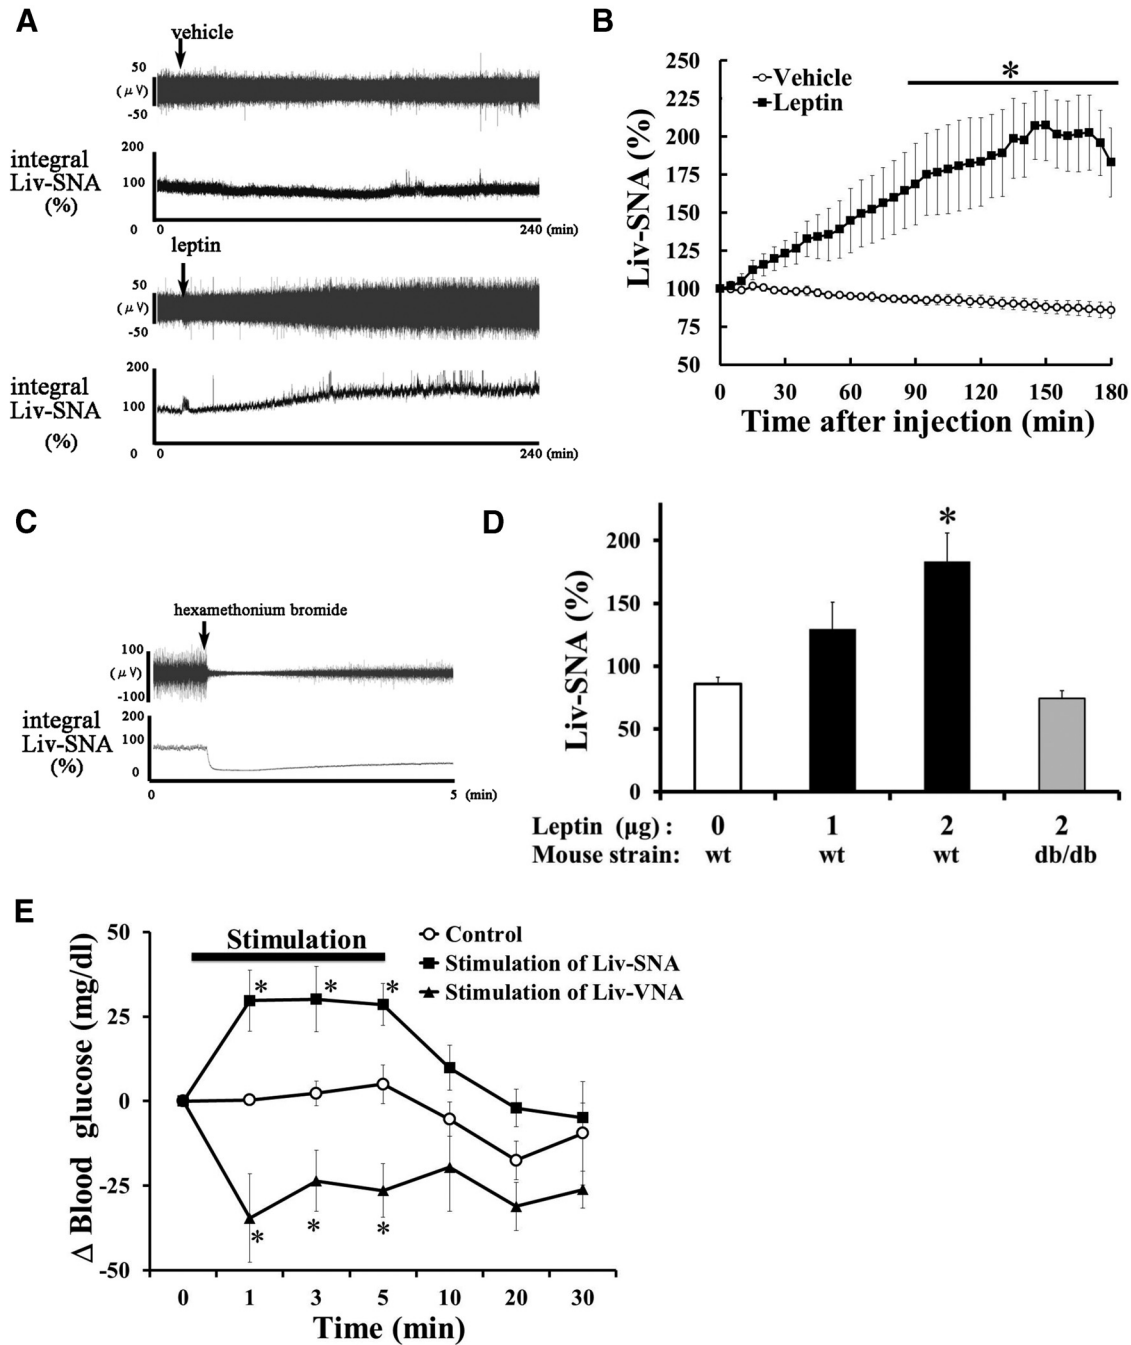 A
vehicle
50
(μV)
-50
integral
Liv-SNA
(%)
200
100
0
0
240 (min)
leptin
50
(μV)
-50
integral
Liv-SNA
(%)
200
100
0
0
240 (min)
B
Liv-SNA (%)
250
225
200
175
150
125
100
75
50
Vehicle
Leptin
*
0 30 60 90 120 150 180
Time after injection (min)
C
hexamethonium bromide
100
(μV)
-100
integral
Liv-SNA
(%)
200
100
0
0
5 (min)
D
Liv-SNA (%)
200
150
100
50
0
*
Leptin (μg) : 0 1 2 2
Mouse strain: wt wt wt db/db
E
Δ Blood glucose (mg/dl)
50
25
0
-25
-50
Stimulation
* * *
* * *
Control
Stimulation of Liv-SNA
Stimulation of Liv-VNA
0 1 3 5 10 20 30
Time (min)